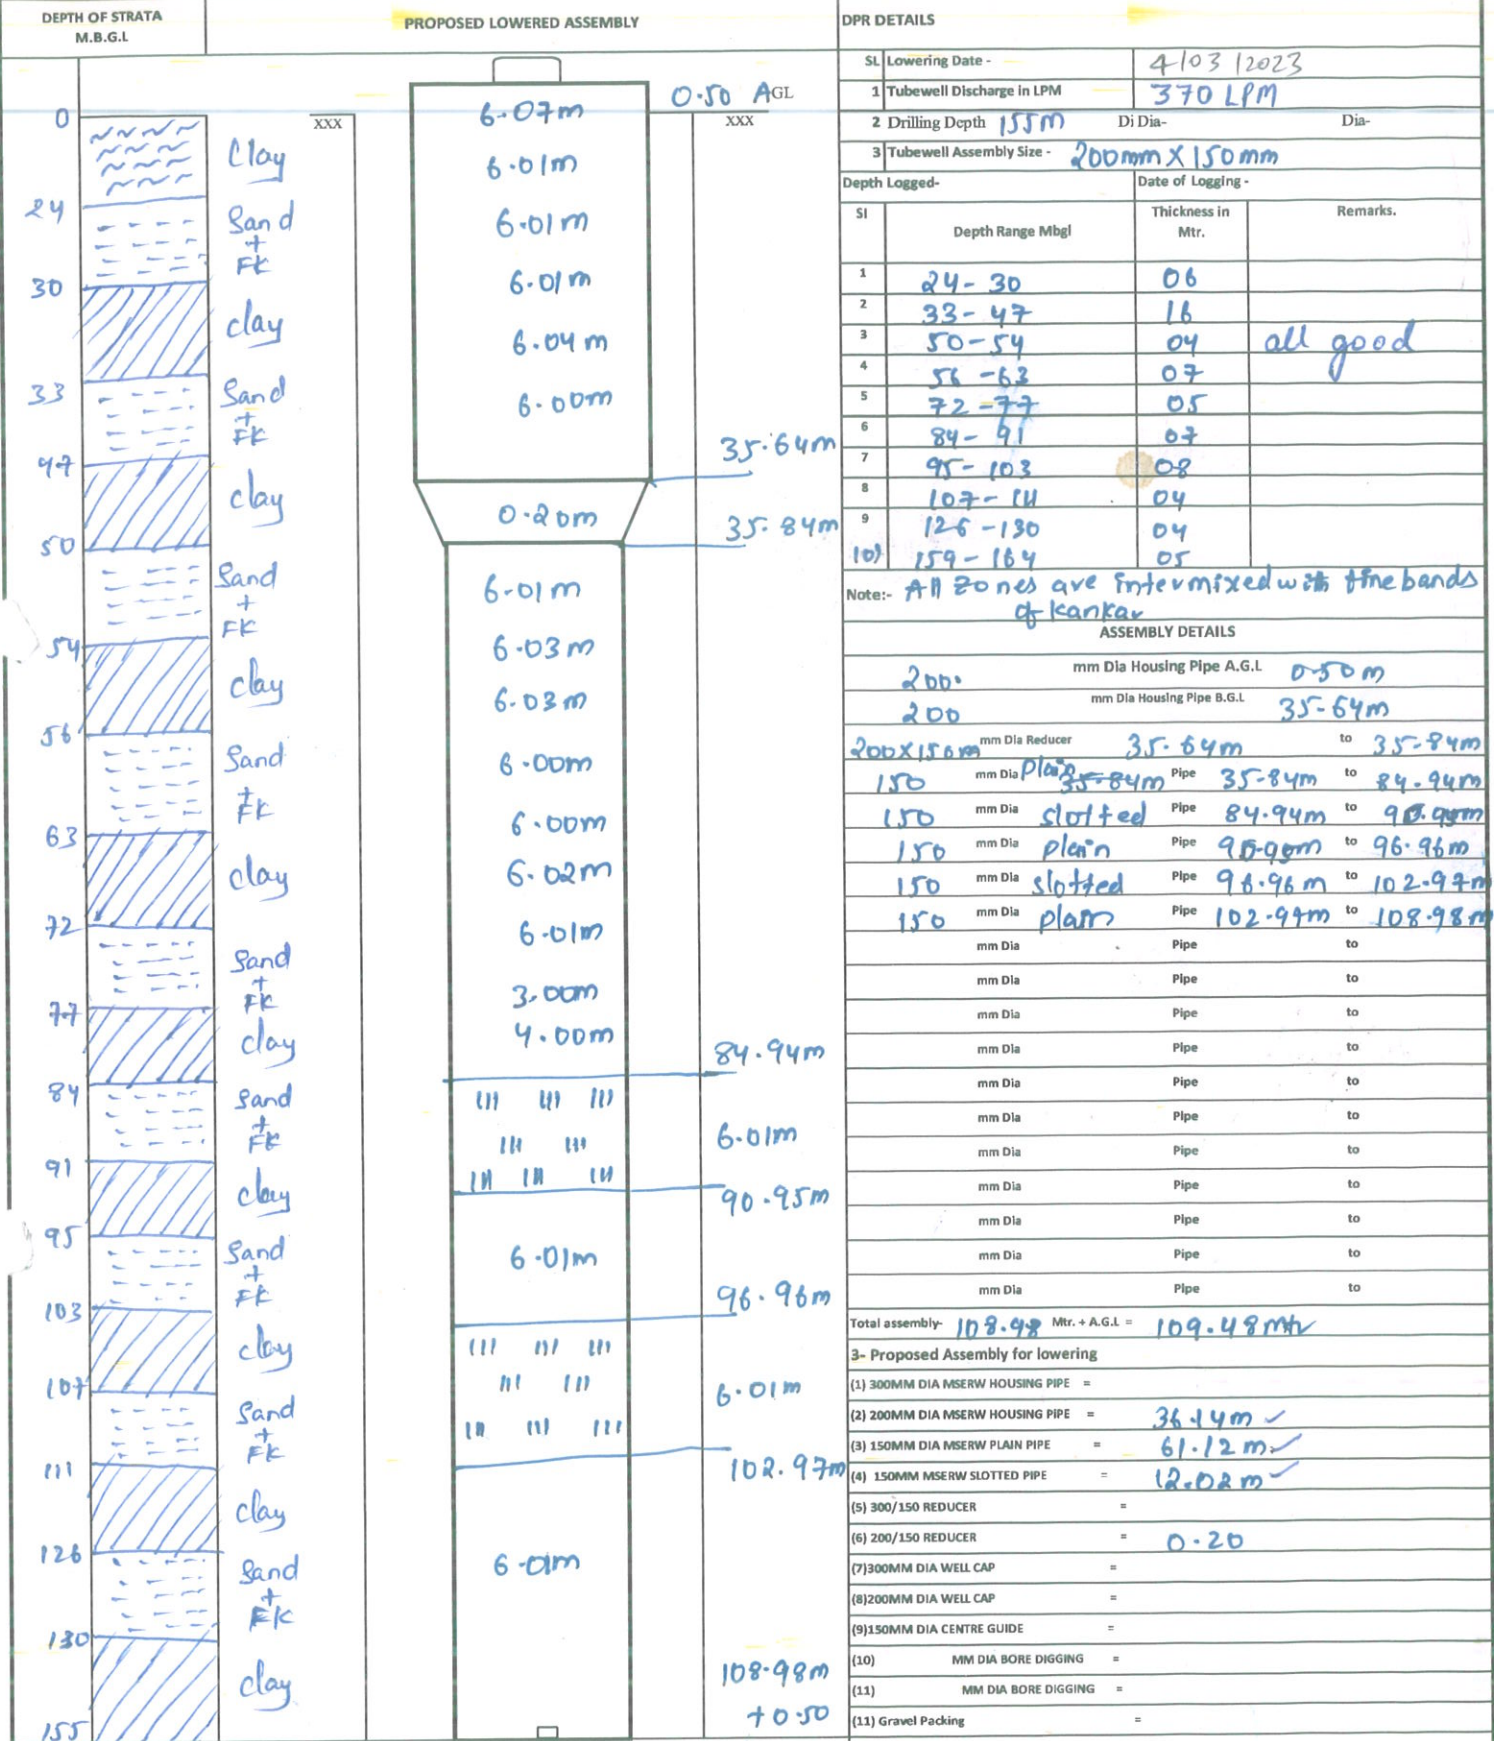 DEPTH OF STRATA
M.B.G.L
PROPOSED LOWERED ASSEMBLY
0
24
30
33
47
50
54
56
63
72
77
84
91
95
103
107
111
126
130
155
Clay
Sand
+
FK
clay
Sand
+
FK
clay
Sand
+
FK
clay
Sand
+
FK
clay
Sand
+
FK
clay
Sand
+
FK
clay
Sand
+
FK
clay
Sand
+
FK
clay
Sand
+
FK
clay
XXX
0.50 AGL
XXX
6.07m
6.01m
6.01m
6.01m
6.04m
6.00m
35.64m
0.20m
35.84m
6.01m
6.03m
6.03m
6.00m
6.00m
6.02m
6.01m
3.00m
4.00m
84.94m
6.01m
90.95m
6.01m
96.96m
6.01m
102.97m
6.01m
108.98m
+0.50
DPR DETAILS
SL Lowering Date - 4/03/2023
1 Tubewell Discharge in LPM 370 LPM
2 Drilling Depth 155m Di Dia- Dia-
3 Tubewell Assembly Size - 200mm X 150mm
Depth Logged- Date of Logging -
Sl Depth Range Mbgl Thickness in Mtr. Remarks.
1 24-30 06
2 33-47 16
3 50-54 04 all good
4 56-63 07
5 72-77 05
6 84-91 07
7 95-103 08
8 107-111 04
9 126-130 04
10) 159-164 05
Note:- All Zones are intermixed with fine bands
of kankar
ASSEMBLY DETAILS
200. mm Dia Housing Pipe A.G.L 0.50m
200 mm Dia Housing Pipe B.G.L 35.64m
200X150m mm Dia Reducer 35.64m to 35.84m
150 mm Dia Plain 35.84m Pipe 35.84m to 84.94m
150 mm Dia slotted Pipe 84.94m to
150 mm Dia plain Pipe to 96.96m
150 mm Dia slotted Pipe 96.96m to 102.97m
150 mm Dia plain Pipe 102.97m to 108.98m
mm Dia Pipe to
mm Dia Pipe to
mm Dia Pipe to
mm Dia Pipe to
mm Dia Pipe to
mm Dia Pipe to
mm Dia Pipe to
mm Dia Pipe to
mm Dia Pipe to
mm Dia Pipe to
mm Dia Pipe to
Total assembly- 108.98 Mtr. + A.G.L = 109.48Mtr
3- Proposed Assembly for lowering
(1) 300MM DIA MSERW HOUSING PIPE =
(2) 200MM DIA MSERW HOUSING PIPE = 36.14m ✓
(3) 150MM DIA MSERW PLAIN PIPE = 61.12m ✓
(4) 150MM MSERW SLOTTED PIPE = 12.02m ✓
(5) 300/150 REDUCER =
(6) 200/150 REDUCER = 0.20
(7)300MM DIA WELL CAP =
(8)200MM DIA WELL CAP =
(9)150MM DIA CENTRE GUIDE =
(10) MM DIA BORE DIGGING =
(11) MM DIA BORE DIGGING =
(11) Gravel Packing =